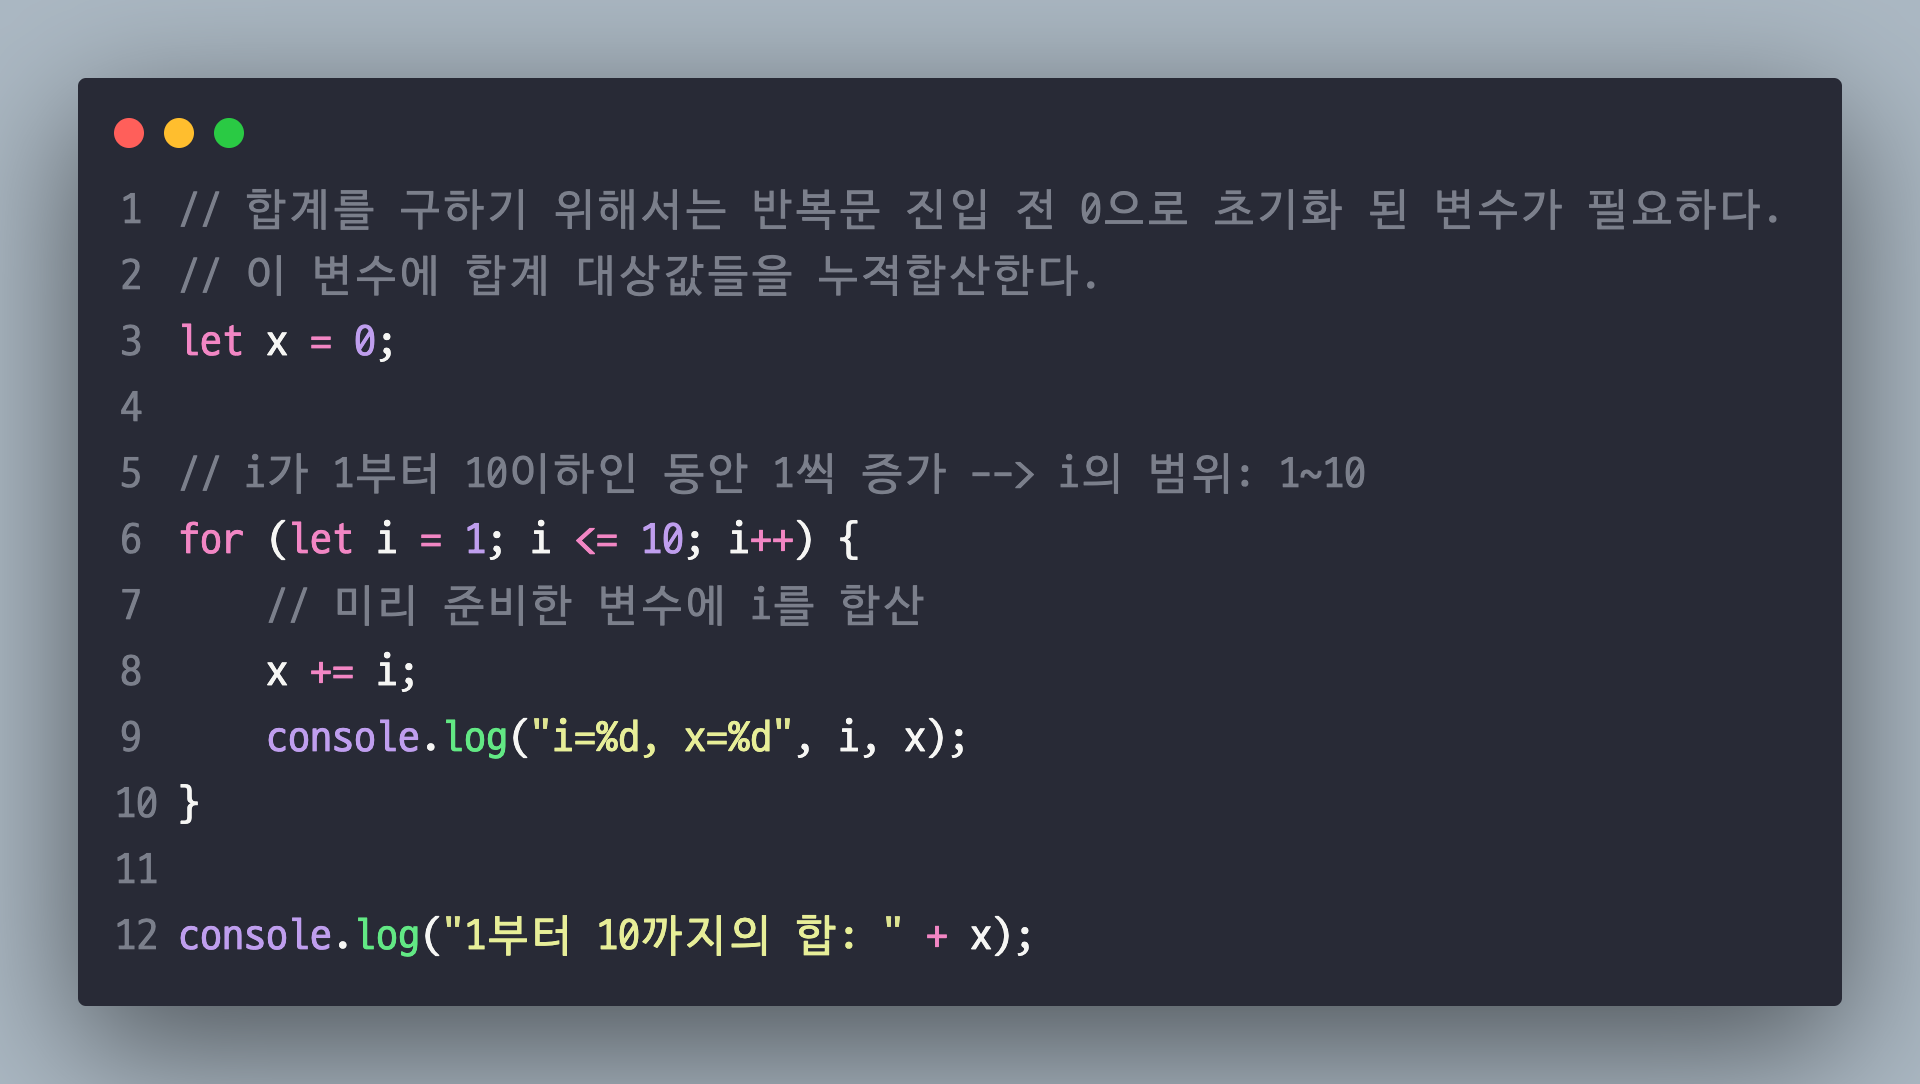 1 // 합계를 구하기 위해서는 반복문 진입 전 0으로 초기화 된 변수가 필요하다.
2 // 이 변수에 합계 대상값들을 누적합산한다.
3 let x = 0;
4
5 // i가 1부터 10이하인 동안 1씩 증가 --> i의 범위: 1~10
6 for (let i = 1; i <= 10; i++) {
7     // 미리 준비한 변수에 i를 합산
8     x += i;
9     console.log("i=%d, x=%d", i, x);
10 }
11
12 console.log("1부터 10까지의 합: " + x);